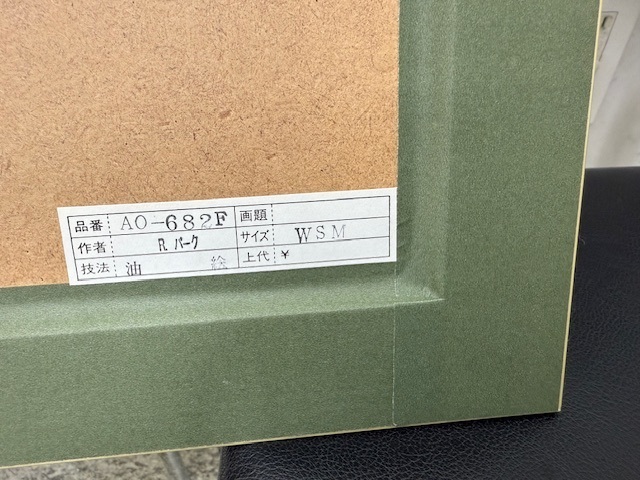 品番 AO-682F 画題
作者 R パーク サイズ WSM
技法 油 絵 上代 ¥